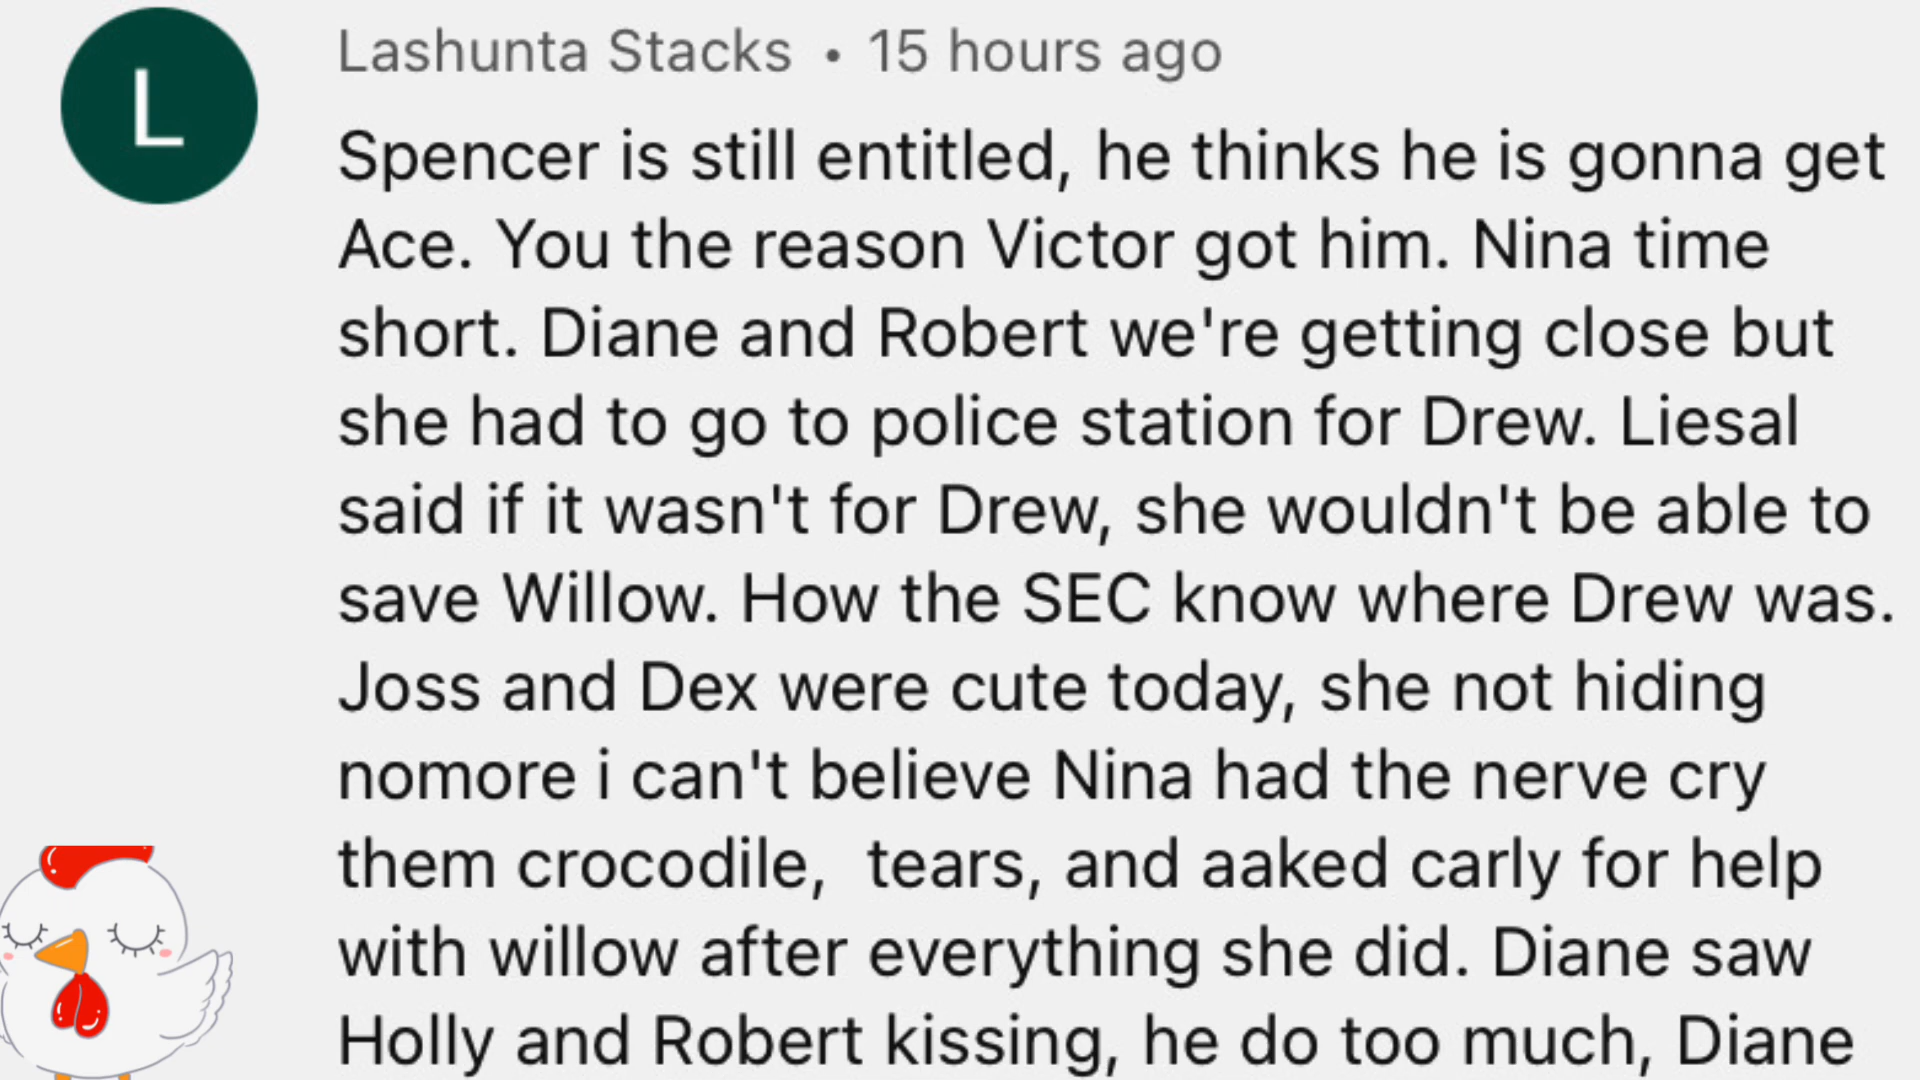 L
Lashunta Stacks • 15 hours ago
Spencer is still entitled, he thinks he is gonna get
Ace. You the reason Victor got him. Nina time
short. Diane and Robert we're getting close but
she had to go to police station for Drew. Liesal
said if it wasn't for Drew, she wouldn't be able to
save Willow. How the SEC know where Drew was.
Joss and Dex were cute today, she not hiding
nomore i can't believe Nina had the nerve cry
them crocodile,  tears, and aaked carly for help
with willow after everything she did. Diane saw
Holly and Robert kissing, he do too much, Diane